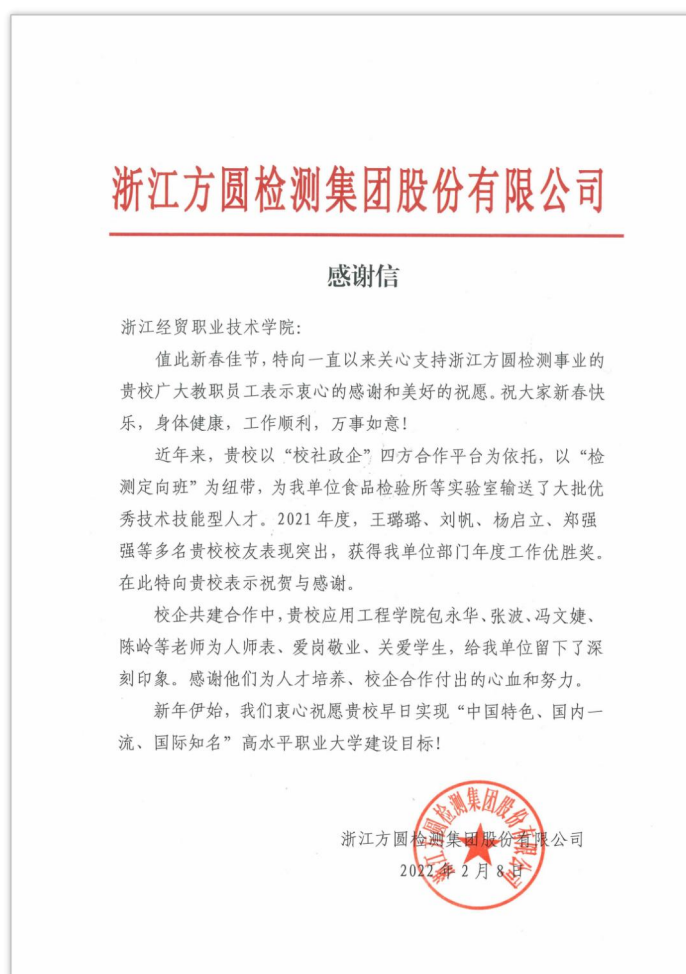 浙江方圆检测集团股份有限公司
感谢信
浙江经贸职业技术学院：
值此新春佳节，特向一直以来关心支持浙江方圆检测事业的
贵校广大教职员工表示衷心的感谢和美好的祝愿。祝大家新春快
乐，身体健康，工作顺利，万事如意！
近年来，贵校以“校社政企”四方合作平台为依托，以“检
测定向班”为纽带，为我单位食品检验所等实验室输送了大批优
秀技术技能型人才。2021年度，王璐璐、刘帆、杨启立、郑强
强等多名贵校校友表现突出，获得我单位部门年度工作优胜奖。
在此特向贵校表示祝贺与感谢。
校企共建合作中，贵校应用工程学院包永华、张波、冯文婕、
陈岭等老师为人师表、爱岗敬业、关爱学生，给我单位留下了深
刻印象。感谢他们为人才培养、校企合作付出的心血和努力。
新年伊始，我们衷心祝愿贵校早日实现“中国特色、国内一
流、国际知名”高水平职业大学建设目标！
浙江方圆检测集团股份有限公司
2022年2月8日
浙江方圆检测集团股份有限公司